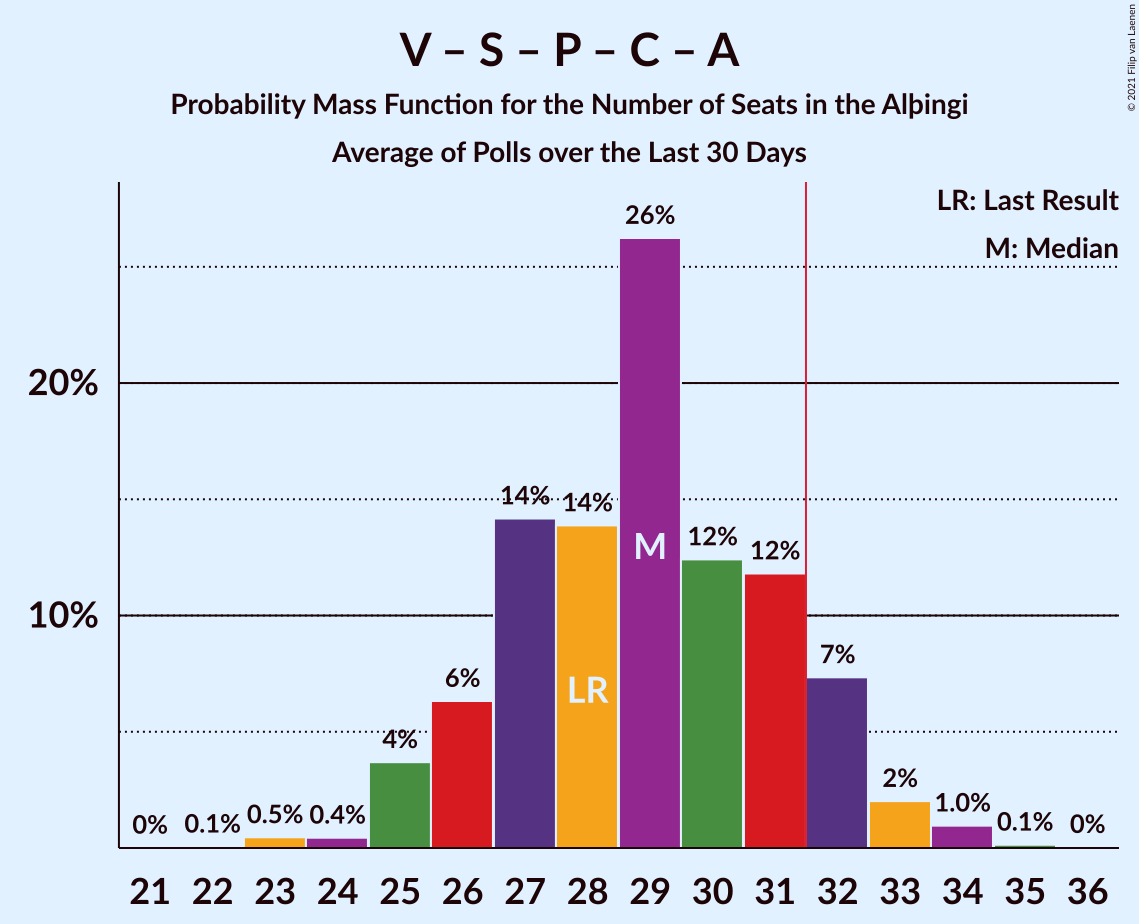 V – S – P – C – A
Probability Mass Function for the Number of Seats in the Alþingi
Average of Polls over the Last 30 Days
© 2021 Filip van Laenen
LR: Last Result
M: Median
26%
20%
14%
14%
12%
12%
M
10%
7%
6%
LR
4%
2%
1.0%
0%
0.1%
0.5%
0.4%
0.1%
0%
21 22 23 24 25 26 27 28 29 30 31 32 33 34 35 36